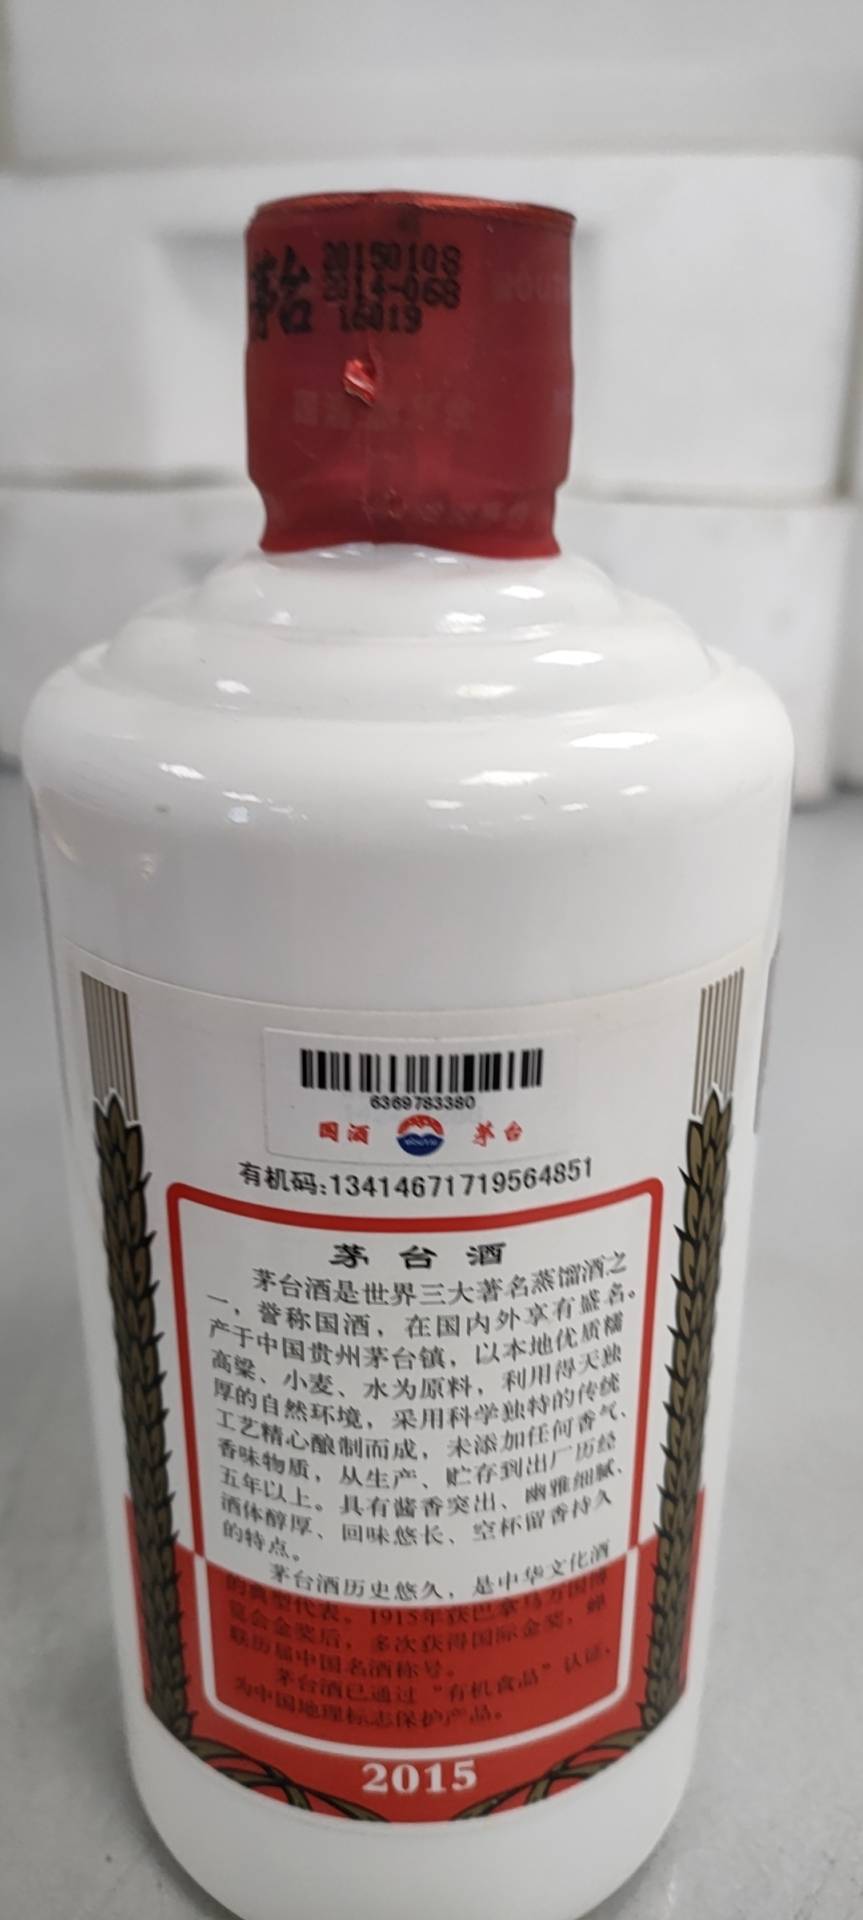 茅台
20150108
2014-068
16019
6369783380
国酒 茅台
有机码:13414671719564851
茅台酒
茅台酒是世界三大著名蒸馏酒之
一，誉称国酒，在国内外享有盛名。
产于中国贵州茅台镇，以本地优质糯
高粱、小麦、水为原料，利用得天独
厚的自然环境，采用科学独特的传统
工艺精心酿制而成，未添加任何香气、
香味物质，从生产、贮存到出厂历经
五年以上。具有酱香突出、幽雅细腻、
酒体醇厚、回味悠长、空杯留香持久
的特点。
茅台酒历史悠久，是中华文化酒
的典型代表。1915年获巴拿马万国博
览会金奖后，多次获得国际金奖，蝉
联历届中国名酒称号。
茅台酒已通过“有机食品”认证，
为中国地理标志保护产品。
2015